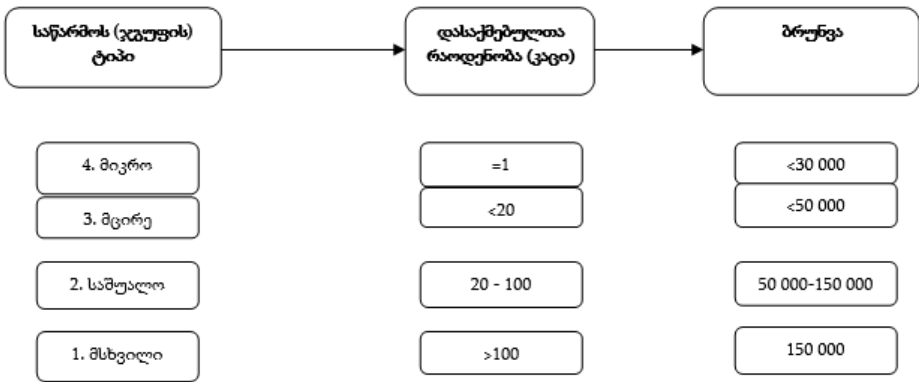 საწარმოს (ჯგუფის)
ტიპი
დასაქმებულთა
რაოდენობა (კაცი)
ბრუნვა
4. მიკრო
=1
<30 000
3. მცირე
<20
<50 000
2. საშუალო
20 - 100
50 000-150 000
1. მსხვილი
>100
150 000